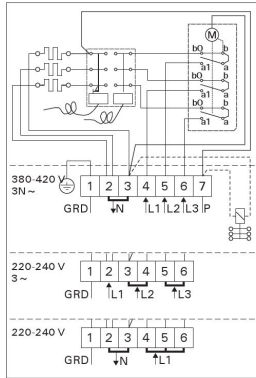 M
b0 b
a1 a
b0 b
a1 a
b0 b
a1 a
380-420 V
3N~
1 2 3 4 5 6 7
GRD N L1 L2 L3 P
220-240 V
3~
1 2 3 4 5 6
GRD L1 L2 L3
220-240 V
1 2 3 4 5 6
GRD N L1